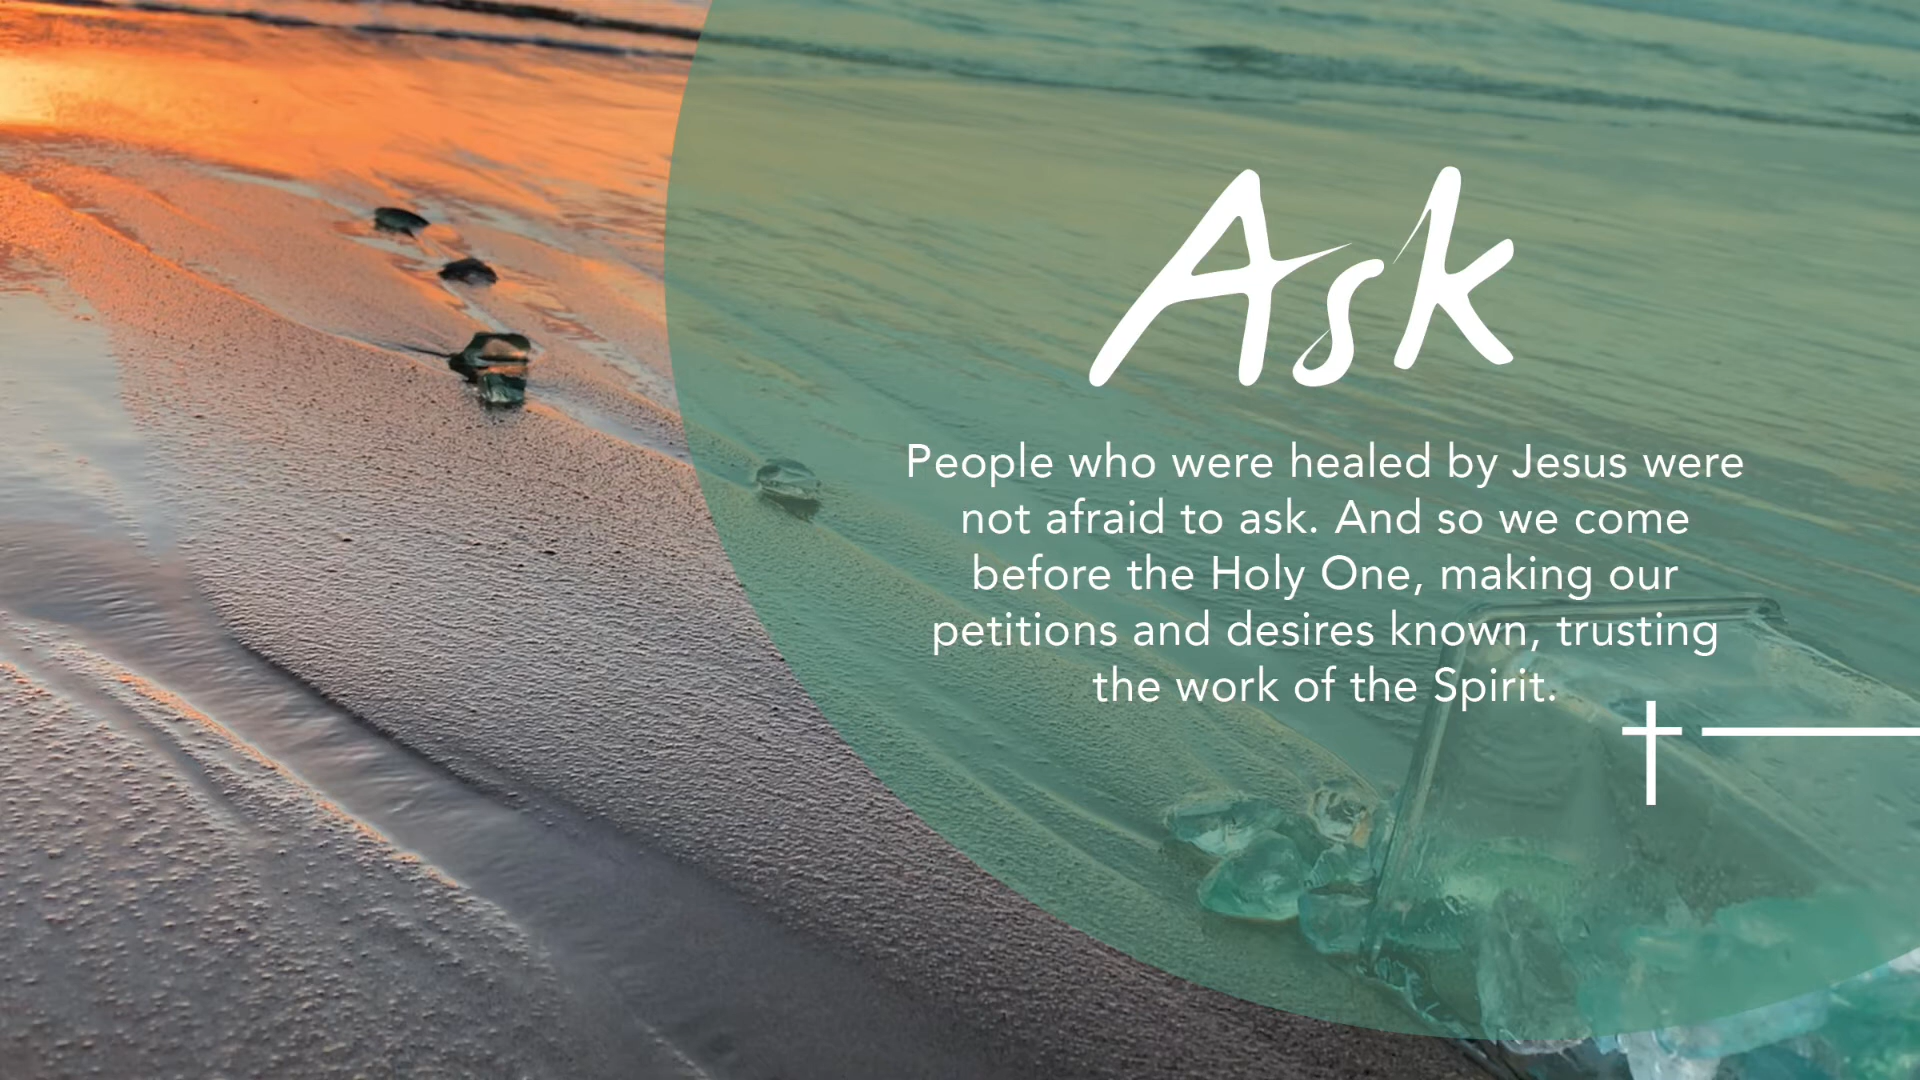 Ask
People who were healed by Jesus were
not afraid to ask. And so we come
before the Holy One, making our
petitions and desires known, trusting
the work of the Spirit.